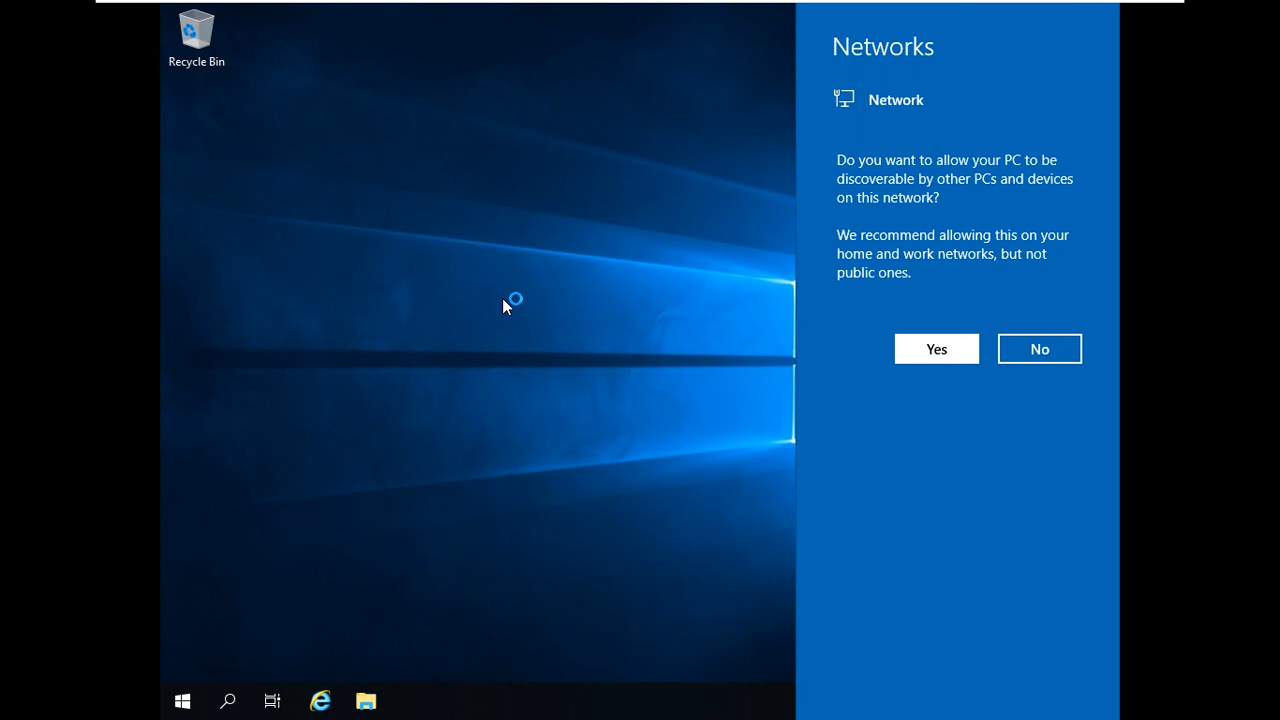 Recycle Bin
Networks
Network
Do you want to allow your PC to be
discoverable by other PCs and devices
on this network?
We recommend allowing this on your
home and work networks, but not
public ones.
Yes
No